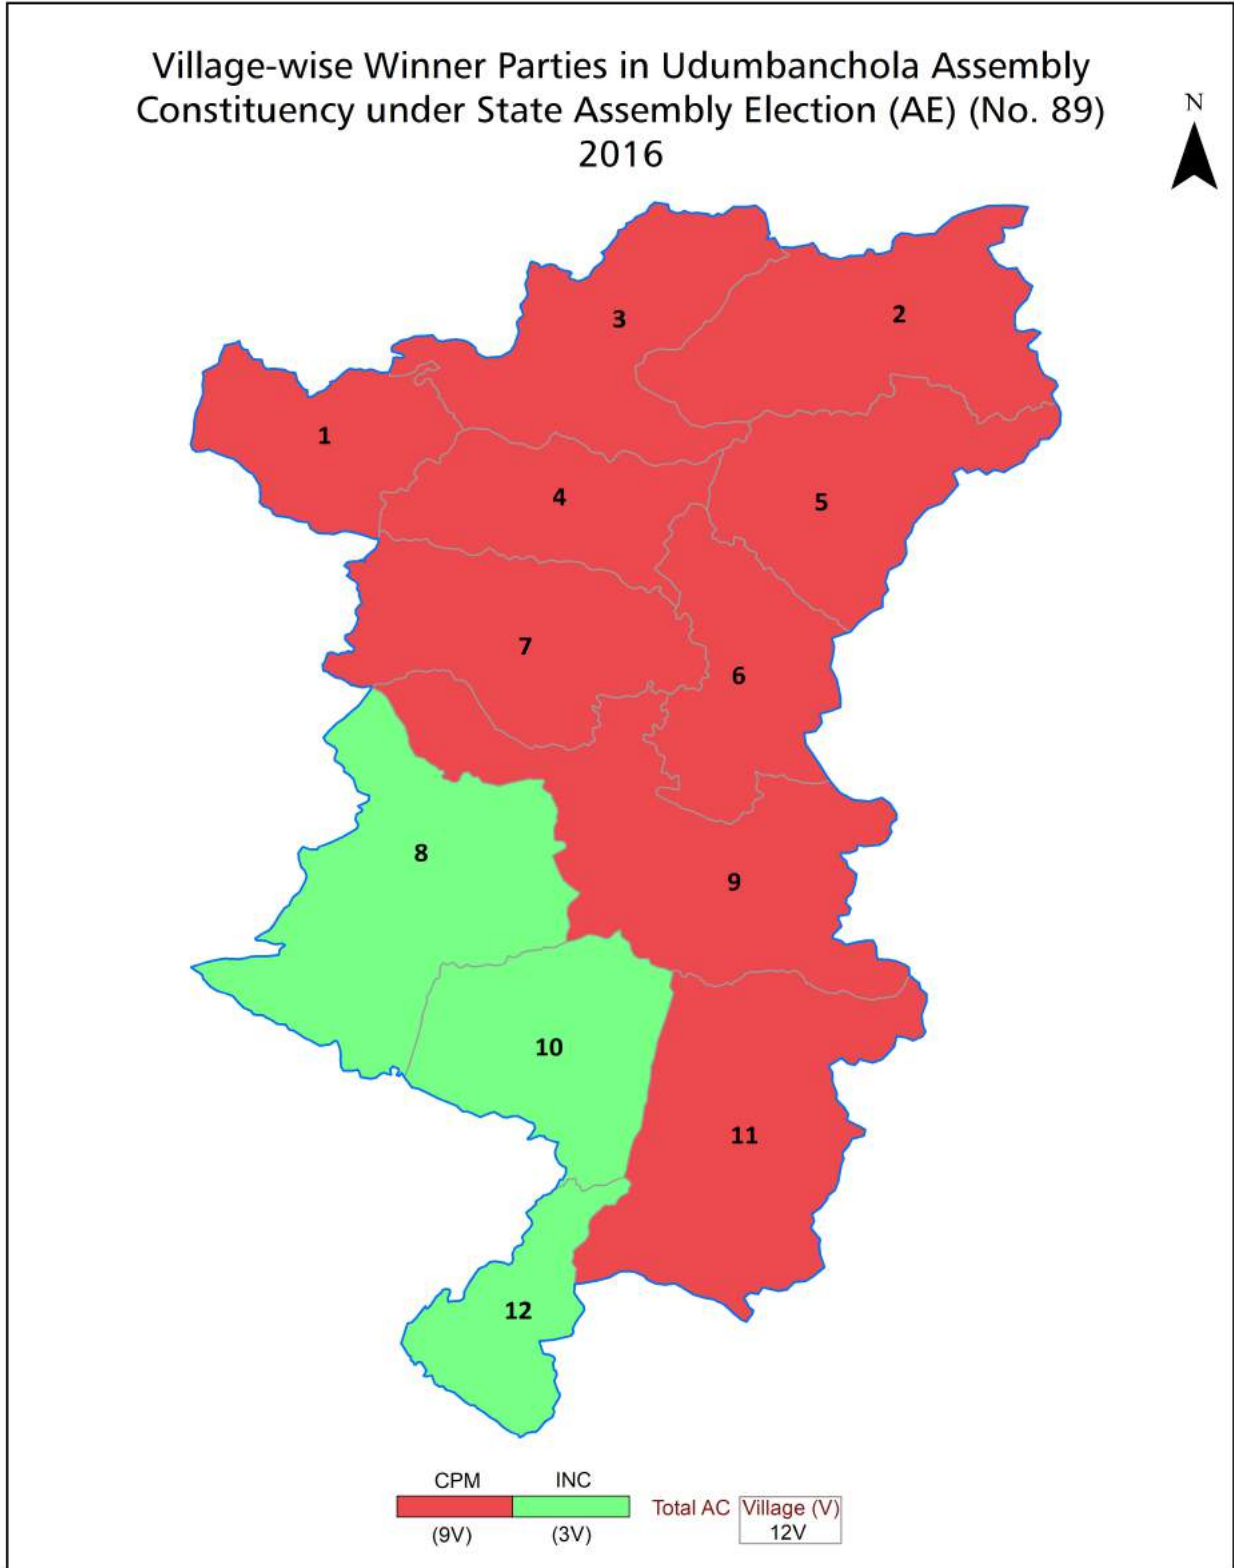 Village-wise Winner Parties in Udumbanchola Assembly
Constituency under State Assembly Election (AE) (No. 89)
2016
N
3
2
1
4
5
7
6
8
9
10
11
12
CPM INC
Total AC Village (V)
(9V) (3V) 12V